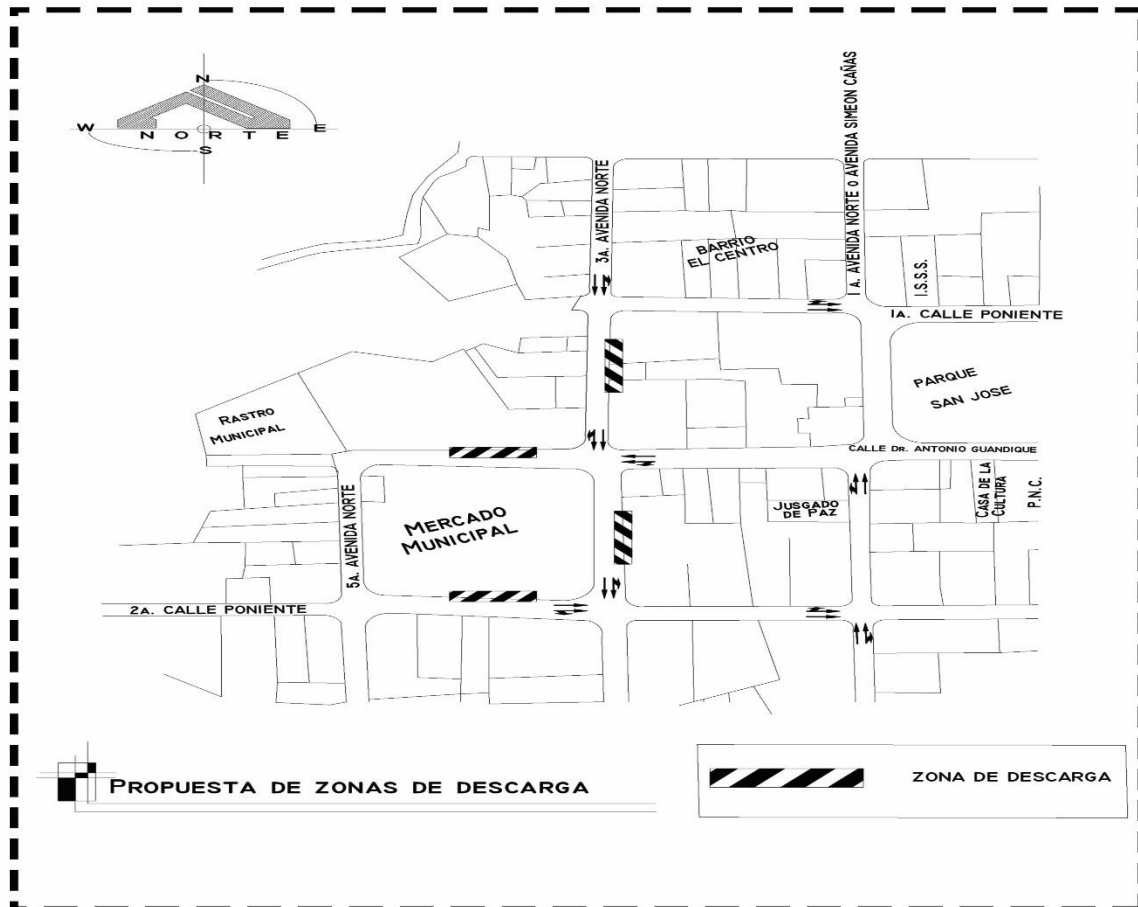 N
W NORTE E
S
3A. AVENIDA NORTE
1A. AVENIDA NORTE o AVENIDA SIMEON CAÑAS
BARRIO
EL CENTRO
I.S.S.S.
1A. CALLE PONIENTE
PARQUE
SAN JOSE
RASTRO
MUNICIPAL
CALLE DR. ANTONIO GUANDIQUE
5A. AVENIDA NORTE
MERCADO
MUNICIPAL
JUSGADO
DE PAZ
CASA DE LA
CULTURA
P.N.C.
2A. CALLE PONIENTE
PROPUESTA DE ZONAS DE DESCARGA
ZONA DE DESCARGA